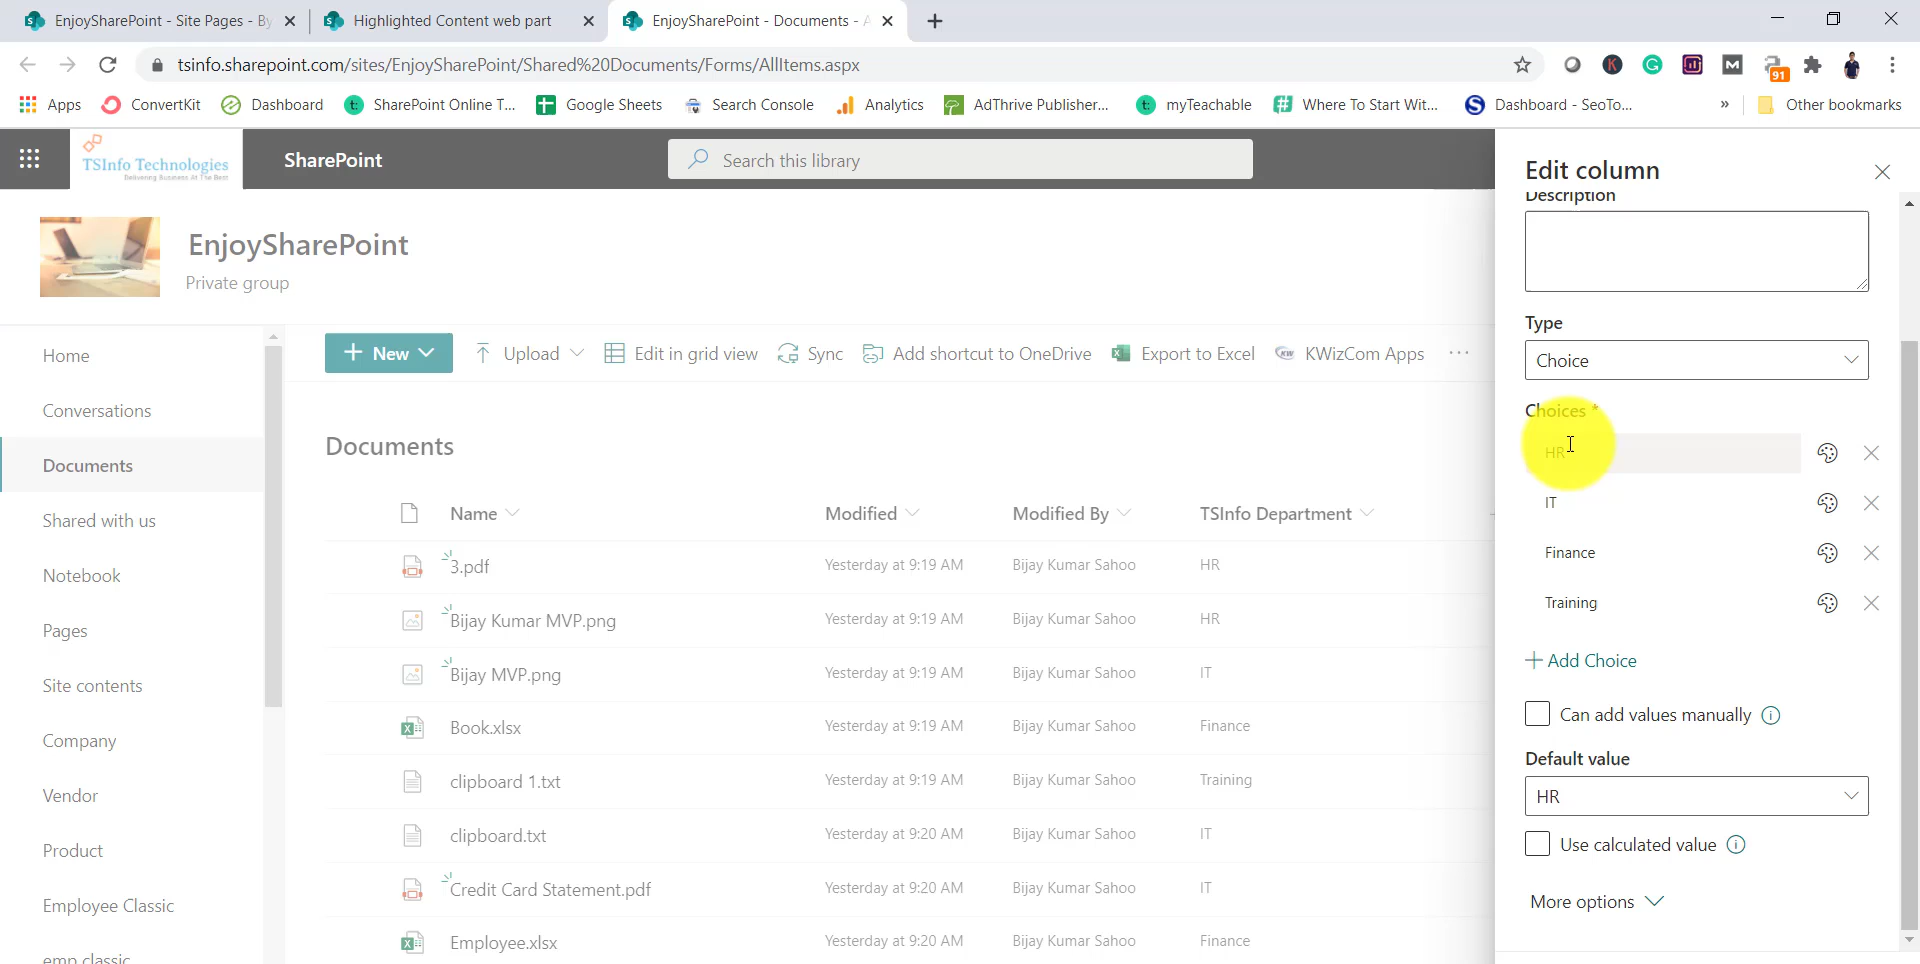 EnjoySharePoint - Site Pages - By
Highlighted Content web part
EnjoySharePoint - Documents - A
tsinfo.sharepoint.com/sites/EnjoySharePoint/Shared%20Documents/Forms/AllItems.aspx
91
Apps
ConvertKit
Dashboard
SharePoint Online T...
Google Sheets
Search Console
Analytics
AdThrive Publisher...
myTeachable
Where To Start Wit...
Dashboard - SeoTo...
»
Other bookmarks
TSInfo Technologies
Delivering Business At The Best
SharePoint
Search this library
EnjoySharePoint
Private group
Home
Conversations
Documents
Shared with us
Notebook
Pages
Site contents
Company
Vendor
Product
Employee Classic
emp classic
New
Upload
Edit in grid view
Sync
Add shortcut to OneDrive
Export to Excel
KWizCom Apps
...
Documents
Name Modified Modified By TSInfo Department
3.pdf Yesterday at 9:19 AM Bijay Kumar Sahoo HR
Bijay Kumar MVP.png Yesterday at 9:19 AM Bijay Kumar Sahoo HR
Bijay MVP.png Yesterday at 9:19 AM Bijay Kumar Sahoo IT
Book.xlsx Yesterday at 9:19 AM Bijay Kumar Sahoo Finance
clipboard 1.txt Yesterday at 9:19 AM Bijay Kumar Sahoo Training
clipboard.txt Yesterday at 9:20 AM Bijay Kumar Sahoo IT
Credit Card Statement.pdf Yesterday at 9:20 AM Bijay Kumar Sahoo IT
Employee.xlsx Yesterday at 9:20 AM Bijay Kumar Sahoo Finance
Edit column
Description
Type
Choice
Choices *
HR
IT
Finance
Training
+ Add Choice
Can add values manually
Default value
HR
Use calculated value
More options